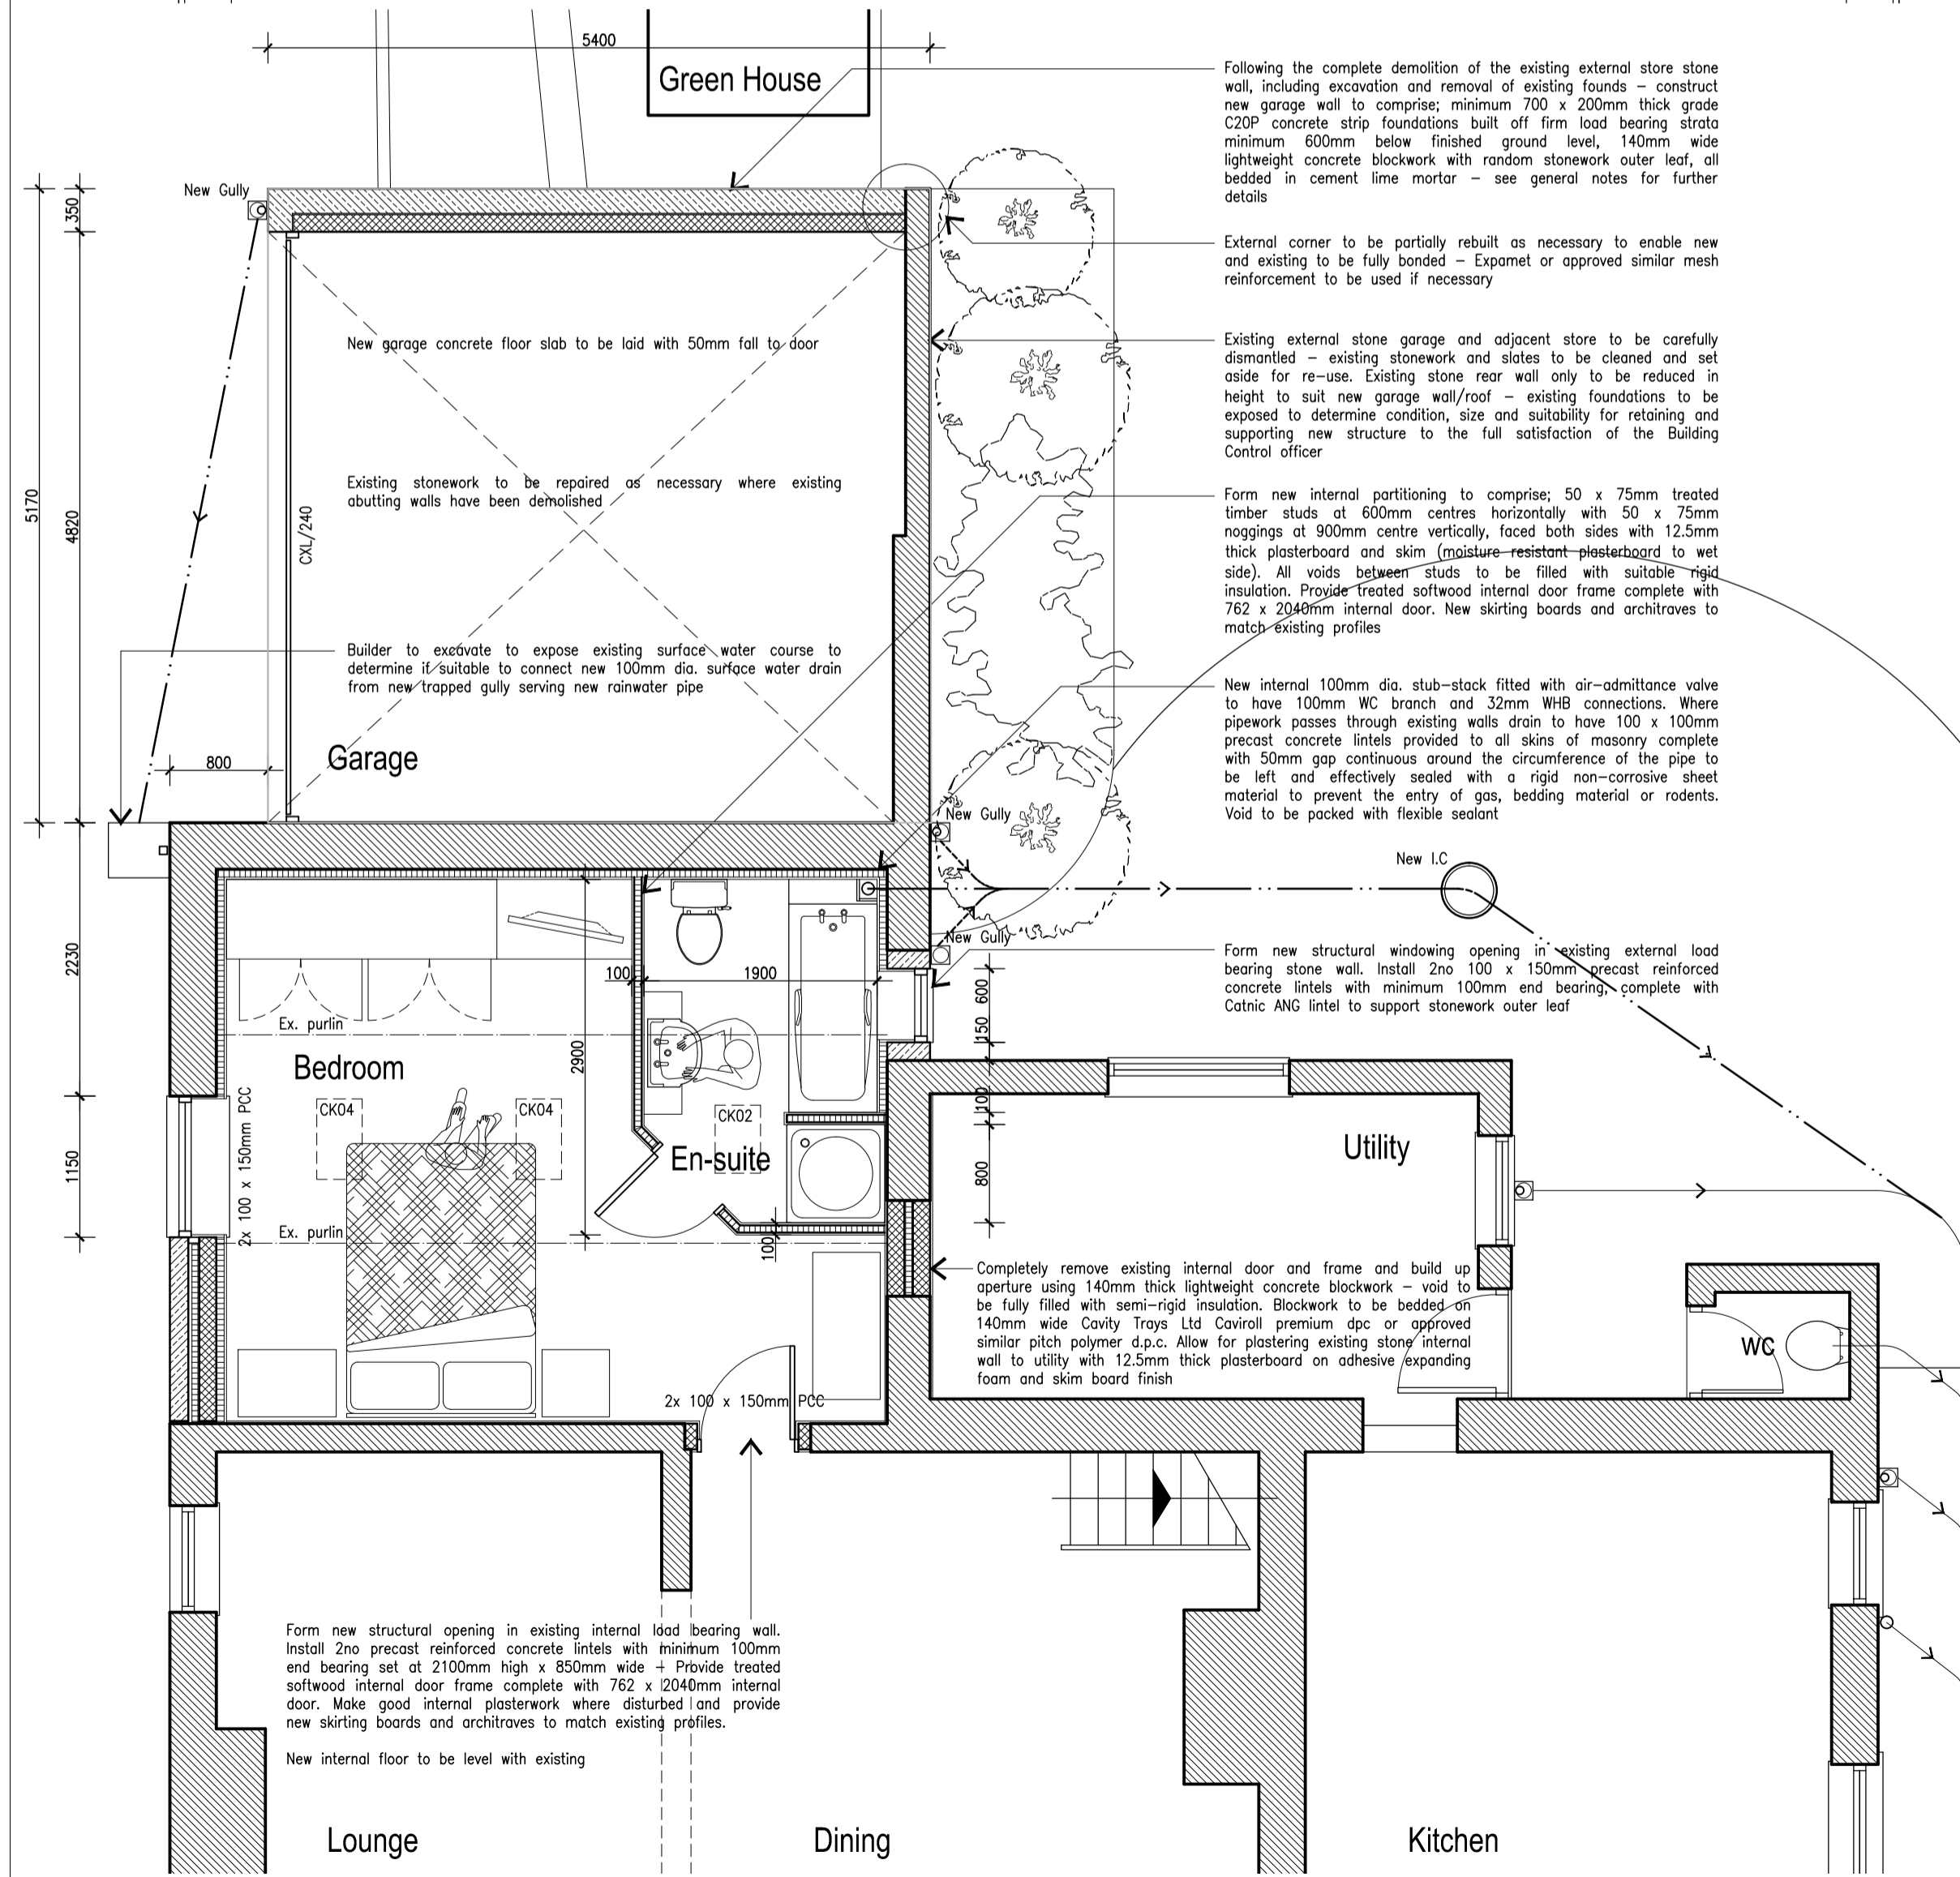 5400
Green House
Following the complete demolition of the existing external store stone
wall, including excavation and removal of existing founds – construct
new garage wall to comprise; minimum 700 x 200mm thick grade
C20P concrete strip foundations built off firm load bearing strata
minimum 600mm below finished ground level, 140mm wide
lightweight concrete blockwork with random stonework outer leaf, all
bedded in cement lime mortar – see general notes for further
details
New Gully
350
External corner to be partially rebuilt as necessary to enable new
and existing to be fully bonded – Expamet or approved similar mesh
reinforcement to be used if necessary
New garage concrete floor slab to be laid with 50mm fall to door
Existing external stone garage and adjacent store to be carefully
dismantled – existing stonework and slates to be cleaned and set
aside for re-use. Existing stone rear wall only to be reduced in
height to suit new garage wall/roof – existing foundations to be
exposed to determine condition, size and suitability for retaining and
supporting new structure to the full satisfaction of the Building
Control officer
Existing stonework to be repaired as necessary where existing
abutting walls have been demolished
5170
4820
CXL/240
Form new internal partitioning to comprise; 50 x 75mm treated
timber studs at 600mm centres horizontally with 50 x 75mm
noggings at 900mm centre vertically, faced both sides with 12.5mm
thick plasterboard and skim (moisture resistant plasterboard to wet
side). All voids between studs to be filled with suitable rigid
insulation. Provide treated softwood internal door frame complete with
762 x 2040mm internal door. New skirting boards and architraves to
match existing profiles
Builder to excavate to expose existing surface water course to
determine if suitable to connect new 100mm dia. surface water drain
from new trapped gully serving new rainwater pipe
New internal 100mm dia. stub-stack fitted with air-admittance valve
to have 100mm WC branch and 32mm WHB connections. Where
pipework passes through existing walls drain to have 100 x 100mm
precast concrete lintels provided to all skins of masonry complete
with 50mm gap continuous around the circumference of the pipe to
be left and effectively sealed with a rigid non-corrosive sheet
material to prevent the entry of gas, bedding material or rodents.
Void to be packed with flexible sealant
800
Garage
New Gully
New I.C
New Gully
Form new structural windowing opening in existing external load
bearing stone wall. Install 2no 100 x 150mm precast reinforced
concrete lintels with minimum 100mm end bearing, complete with
Catnic ANG lintel to support stonework outer leaf
2230
100
1900
600
150
Ex. purlin
Bedroom
2900
CK04
CK04
CK02
100
2x 100 x 150mm PCC
1150
En-suite
800
Utility
Ex. purlin
100
Completely remove existing internal door and frame and build up
aperture using 140mm thick lightweight concrete blockwork – void to
be fully filled with semi-rigid insulation. Blockwork to be bedded on
140mm wide Cavity Trays Ltd Caviroll premium dpc or approved
similar pitch polymer d.p.c. Allow for plastering existing stone internal
wall to utility with 12.5mm thick plasterboard on adhesive expanding
foam and skim board finish
WC
2x 100 x 150mm PCC
Form new structural opening in existing internal load bearing wall.
Install 2no precast reinforced concrete lintels with minimum 100mm
end bearing set at 2100mm high x 850mm wide – Provide treated
softwood internal door frame complete with 762 x 2040mm internal
door. Make good internal plasterwork where disturbed and provide
new skirting boards and architraves to match existing profiles.
New internal floor to be level with existing
Lounge
Dining
Kitchen